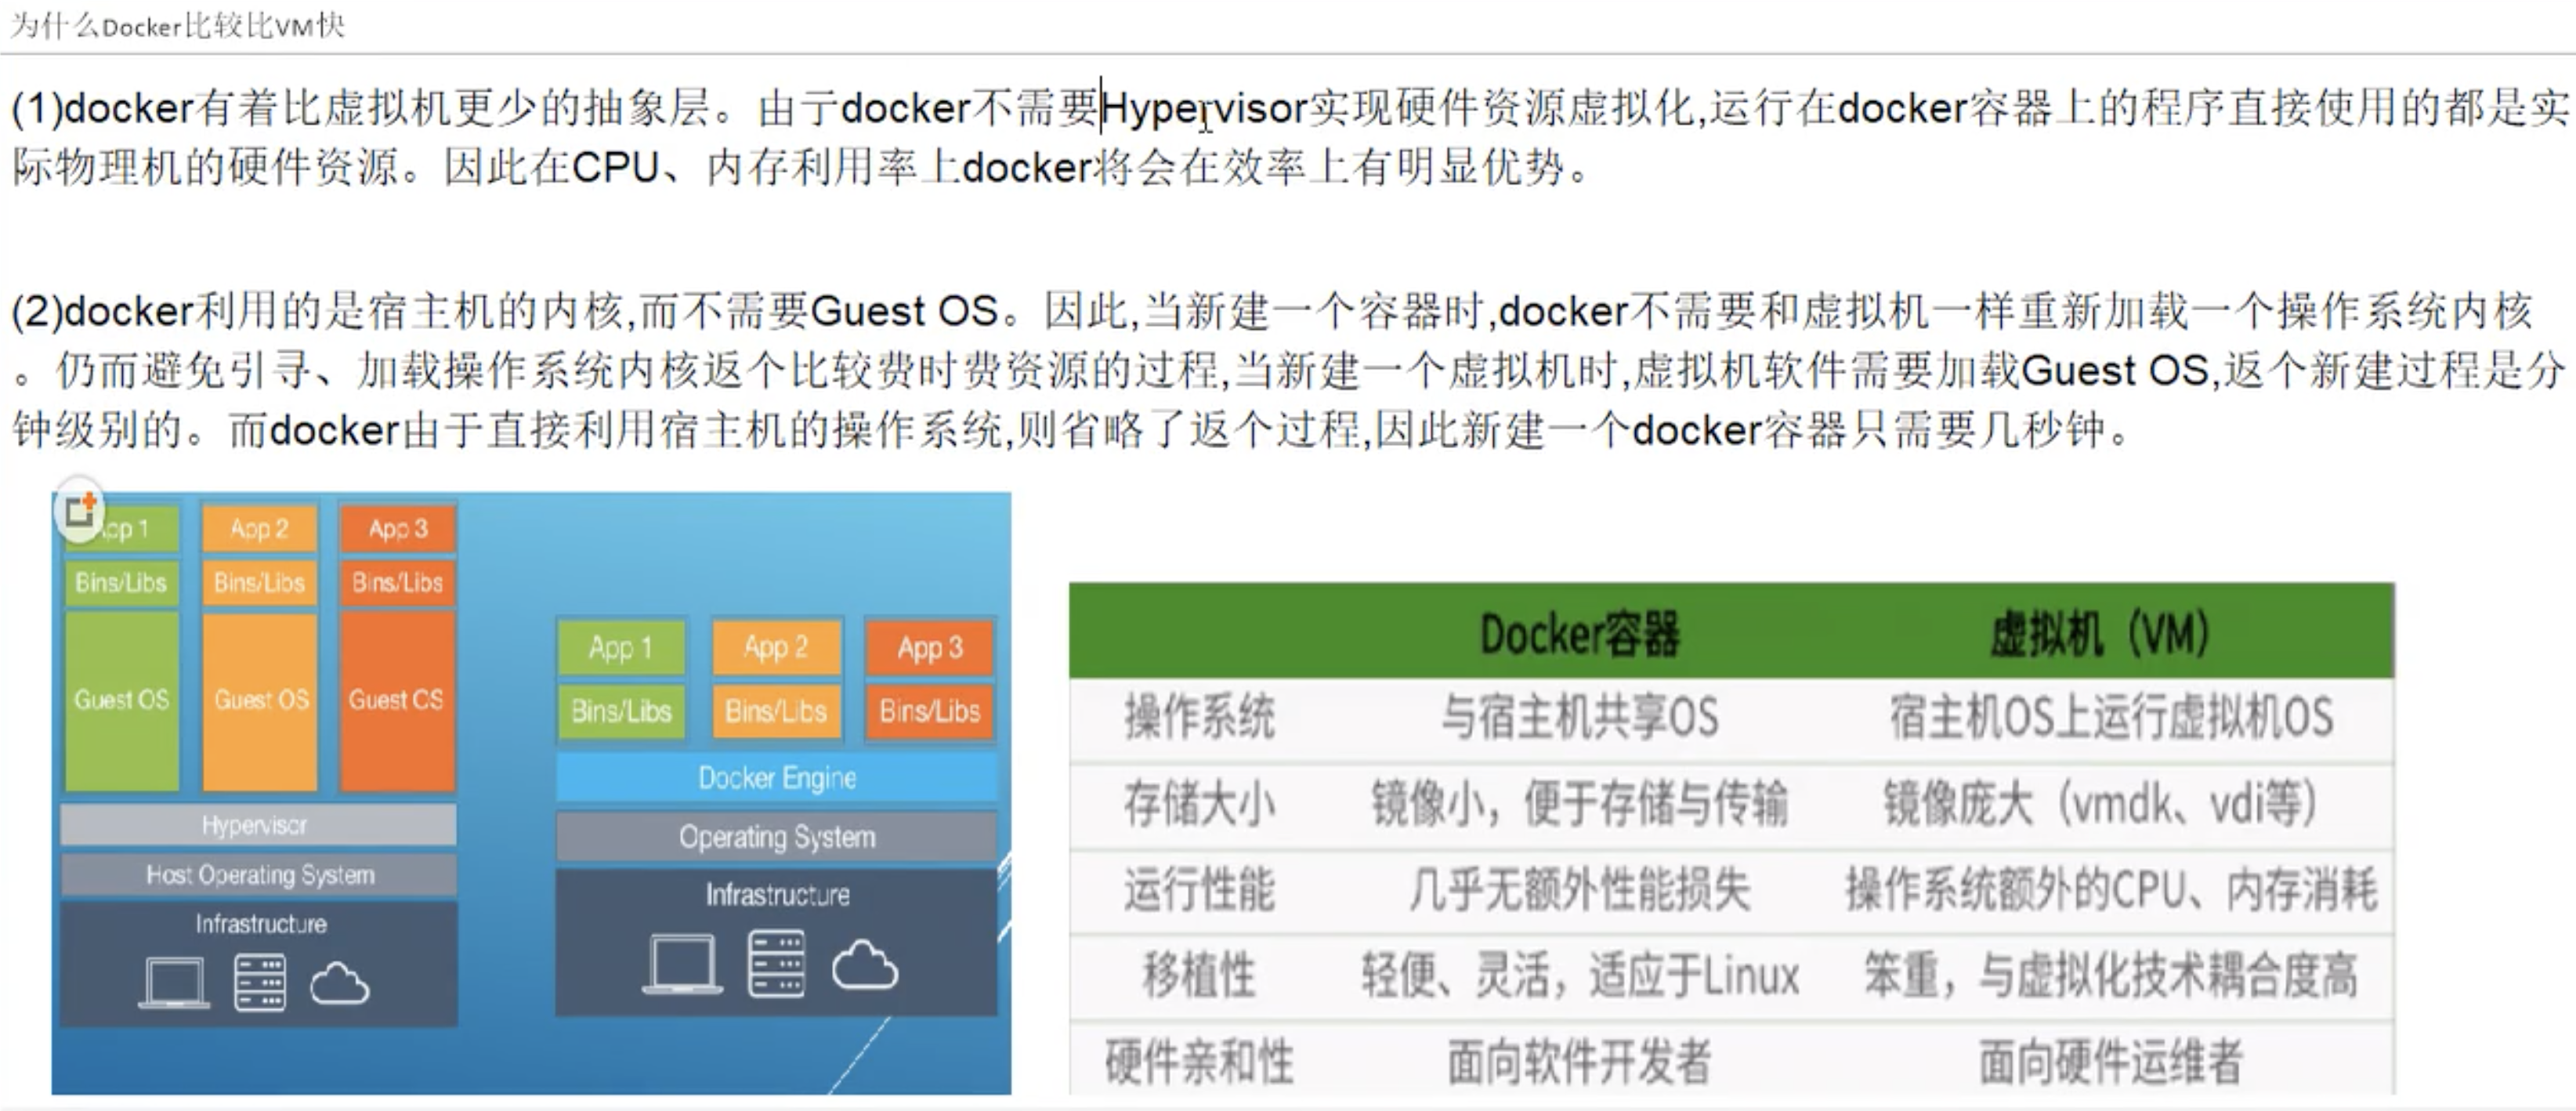 为什么Docker比较比VM快
(1)docker有着比虚拟机更少的抽象层。由亍docker不需要Hypervisor实现硬件资源虚拟化,运行在docker容器上的程序直接使用的都是实
际物理机的硬件资源。因此在CPU、内存利用率上docker将会在效率上有明显优势。
(2)docker利用的是宿主机的内核,而不需要Guest OS。因此,当新建一个容器时,docker不需要和虚拟机一样重新加载一个操作系统内核
。仍而避免引寻、加载操作系统内核返个比较费时费资源的过程,当新建一个虚拟机时,虚拟机软件需要加载Guest OS,返个新建过程是分
钟级别的。而docker由于直接利用宿主机的操作系统,则省略了返个过程,因此新建一个docker容器只需要几秒钟。
App 1 App 2 App 3
Bins/Libs Bins/Libs Bins/Libs
Guest OS Guest OS Guest OS
Hypervisor
Host Operating System
Infrastructure
App 1 App 2 App 3
Bins/Libs Bins/Libs Bins/Libs
Docker Engine
Operating System
Infrastructure
Docker容器 虚拟机（VM）
操作系统 与宿主机共享OS 宿主机OS上运行虚拟机OS
存储大小 镜像小，便于存储与传输 镜像庞大（vmdk、vdi等）
运行性能 几乎无额外性能损失 操作系统额外的CPU、内存消耗
移植性 轻便、灵活，适应于Linux 笨重，与虚拟化技术耦合度高
硬件亲和性 面向软件开发者 面向硬件运维者